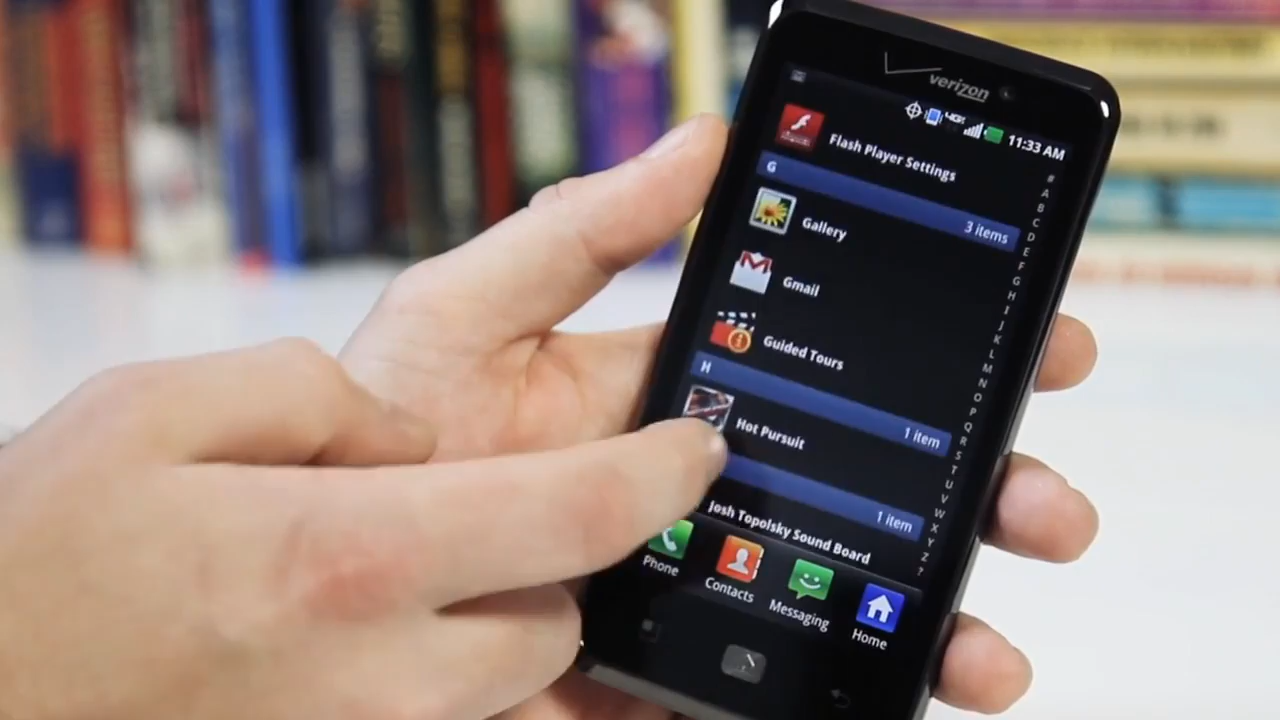 verizon
4G
11:33 AM
Flash Player Settings
G
3 items
Gallery
Gmail
Guided Tours
H
1 item
Hot Pursuit
1 item
Josh Topolsky Sound Board
Phone
Contacts
Messaging
Home
#
A
B
C
D
E
F
G
H
I
J
K
L
M
N
O
P
Q
R
S
T
U
V
W
X
Y
Z
?